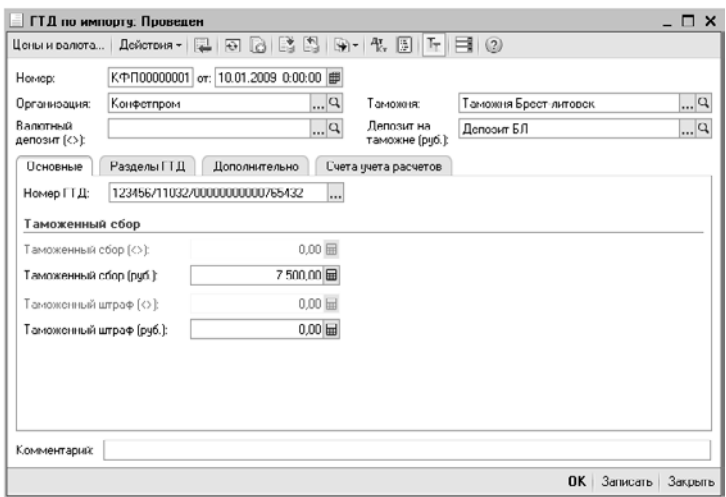 ГТД по импорту: Проведен
Цены и валюта... Действия
Номер: КФП00000001 от: 10.01.2009 0:00:00
Организация: Конфетпром ... Таможня: Таможня Брест-литовск ...
Валютный депозит (<>): ... Депозит на таможне (руб.): Депозит БЛ ...
Основные Разделы ГТД Дополнительно Счета учета расчетов
Номер ГТД: ...
Таможенный сбор
Таможенный сбор (<>): 0,00
Таможенный сбор (руб.): 7 500,00
Таможенный штраф (<>): 0,00
Таможенный штраф (руб.): 0,00
Комментарий:
OK Записать Закрыть